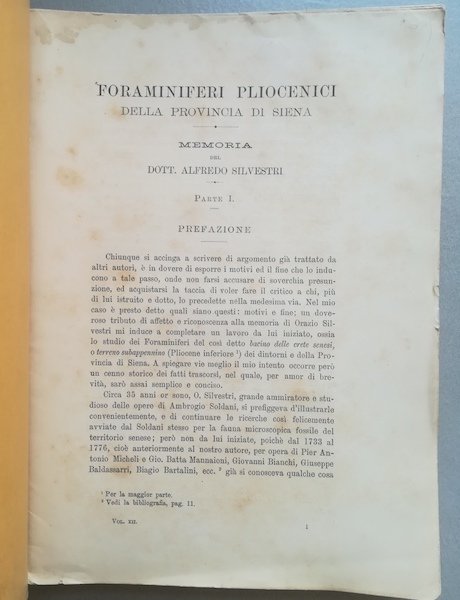 FORAMINIFERI PLIOCENICI
DELLA PROVINCIA DI SIENA
MEMORIA
DEL
DOTT. ALFREDO SILVESTRI
PARTE I.
PREFAZIONE
Chiunque si accinga a scrivere di argomento già trattato da
altri autori, è in dovere di esporre i motivi ed il fine che lo indu-
cono a tale passo, onde non farsi accusare di soverchia presun-
zione, ed acquistarsi la taccia di voler fare il critico a chi, più
di lui istruito e dotto, lo precedette nella medesima via. Nel mio
caso è presto detto quali siano questi: motivi e fine; un dove-
roso tributo di affetto e riconoscenza alla memoria di Orazio Sil-
vestri mi induce a completare un lavoro da lui iniziato, ossia
lo studio dei Foraminiferi del così detto bacino delle crete senesi,
o terreno subappennino (Pliocene inferiore ¹) dei dintorni e della Pro-
vincia di Siena. A spiegare vie meglio il mio intento occorre però
un cenno storico dei fatti trascorsi, nel quale, per amor di bre-
vità, sarò assai semplice e conciso.
Circa 35 anni or sono, O. Silvestri, grande ammiratore e stu-
dioso delle opere di Ambrogio Soldani, si prefiggeva d'illustrarle
convenientemente, e di continuare le ricerche così felicemente
avviate dal Soldani stesso per la fauna microscopica fossile del
territorio senese; però non da lui iniziate, poichè dal 1733 al
1776, cioè anteriormente al nostro autore, per opera di Pier An-
tonio Micheli e Gio. Batta Mannaioni, Giovanni Bianchi, Giuseppe
Baldassarri, Biagio Bartalini, ecc. ² già si conosceva qualche cosa
¹ Per la maggior parte.
² Vedi la bibliografia, pag. 11.
VOL. XII.
1